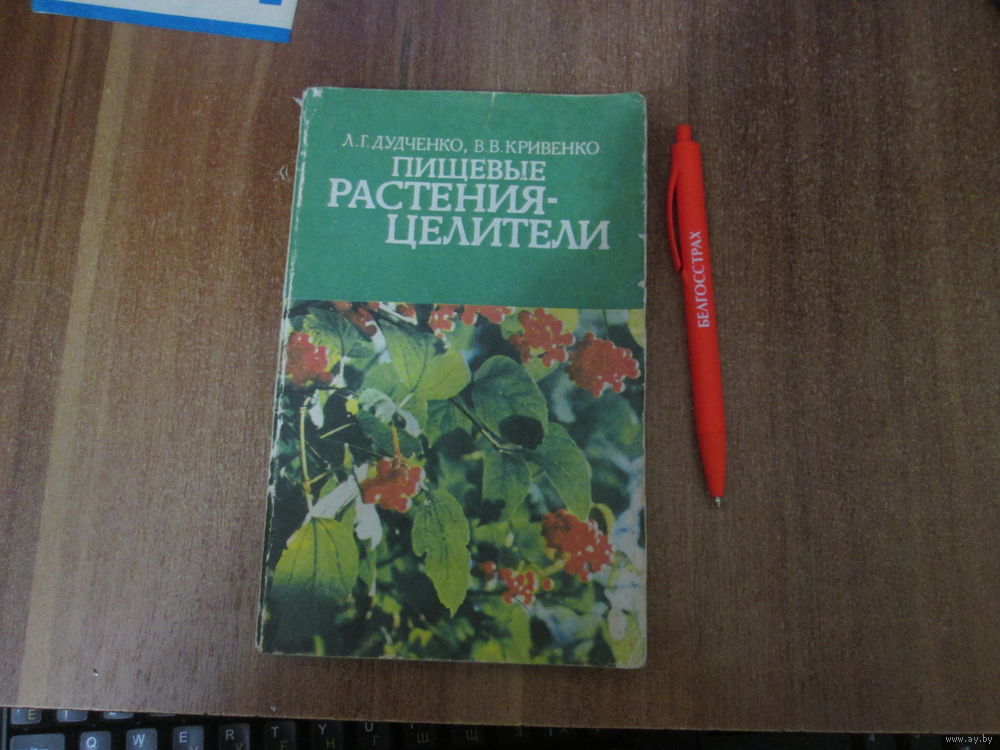 Л.Г.ДУДЧЕНКО, В.В.КРИВЕНКО
ПИЩЕВЫЕ
РАСТЕНИЯ-
ЦЕЛИТЕЛИ
БЕЛГОССТРАХ
Q W E R T Y U
www.ay.by